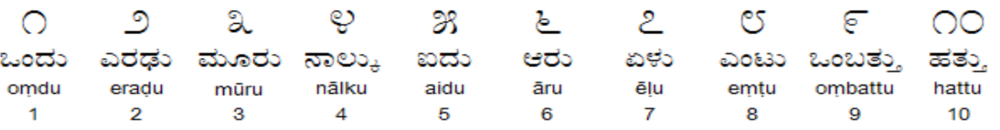 ೧ ೨ ೩ ೪ ೫ ೬ ೭ ೮ ೯ ೧೦
ಒಂದು ಎರಢು ಮೂರು ನಾಲ್ಕು ಐದು ಆರು ಏಳು ಎಂಟು ಒಂಬತ್ತು ಹತ್ತು
oṃdu eraḍu mūru nālku aidu āru ēḷu eṃṭu oṃbattu hattu
1 2 3 4 5 6 7 8 9 10